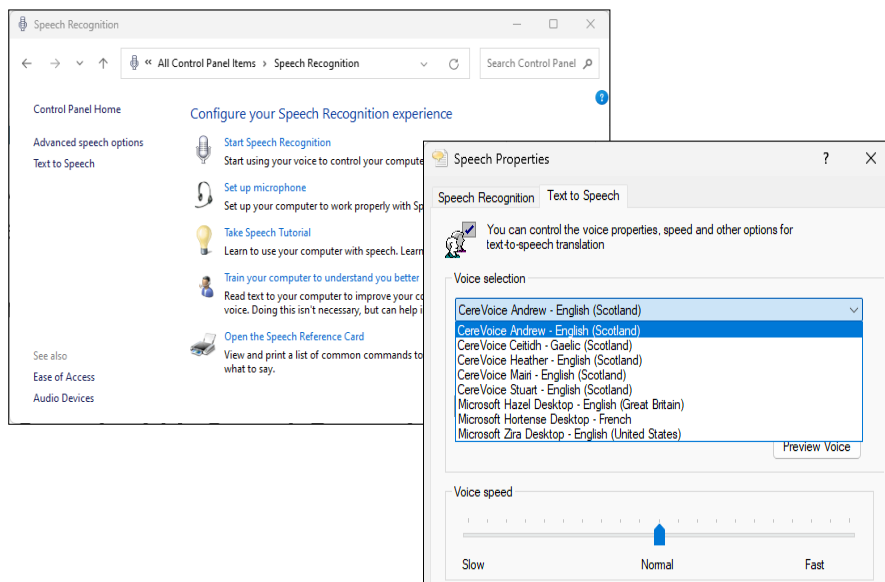 Speech Recognition
« All Control Panel Items › Speech Recognition
Search Control Panel
?
Control Panel Home
Advanced speech options
Text to Speech
Configure your Speech Recognition experience
Start Speech Recognition
Start using your voice to control your compute
Set up microphone
Set up your computer to work properly with Sp
Take Speech Tutorial
Learn to use your computer with speech. Learn
Train your computer to understand you better
Read text to your computer to improve your co
voice. Doing this isn't necessary, but can help i
Open the Speech Reference Card
View and print a list of common commands to
what to say.
See also
Ease of Access
Audio Devices
Speech Properties
?
Speech Recognition
Text to Speech
You can control the voice properties, speed and other options for
text-to-speech translation
Voice selection
CereVoice Andrew - English (Scotland)
CereVoice Andrew - English (Scotland)
CereVoice Ceitidh - Gaelic (Scotland)
CereVoice Heather - English (Scotland)
CereVoice Mairi - English (Scotland)
CereVoice Stuart - English (Scotland)
Microsoft Hazel Desktop - English (Great Britain)
Microsoft Hortense Desktop - French
Microsoft Zira Desktop - English (United States)
Preview Voice
Voice speed
Slow Normal Fast